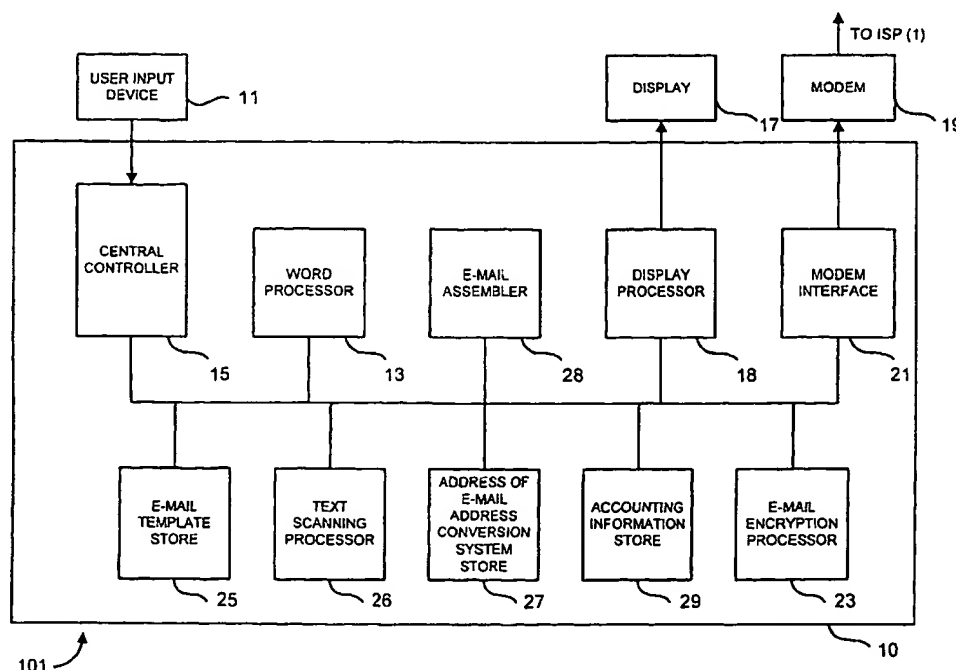 TO ISP (1)
USER INPUT
DEVICE
11
DISPLAY
17
MODEM
19
CENTRAL
CONTROLLER
15
WORD
PROCESSOR
13
E-MAIL
ASSEMBLER
28
DISPLAY
PROCESSOR
18
MODEM
INTERFACE
21
E-MAIL
TEMPLATE
STORE
25
TEXT
SCANNING
PROCESSOR
26
ADDRESS OF
E-MAIL
ADDRESS
CONVERSION
SYSTEM
STORE
27
ACCOUNTING
INFORMATION
STORE
29
E-MAIL
ENCRYPTION
PROCESSOR
23
101
10